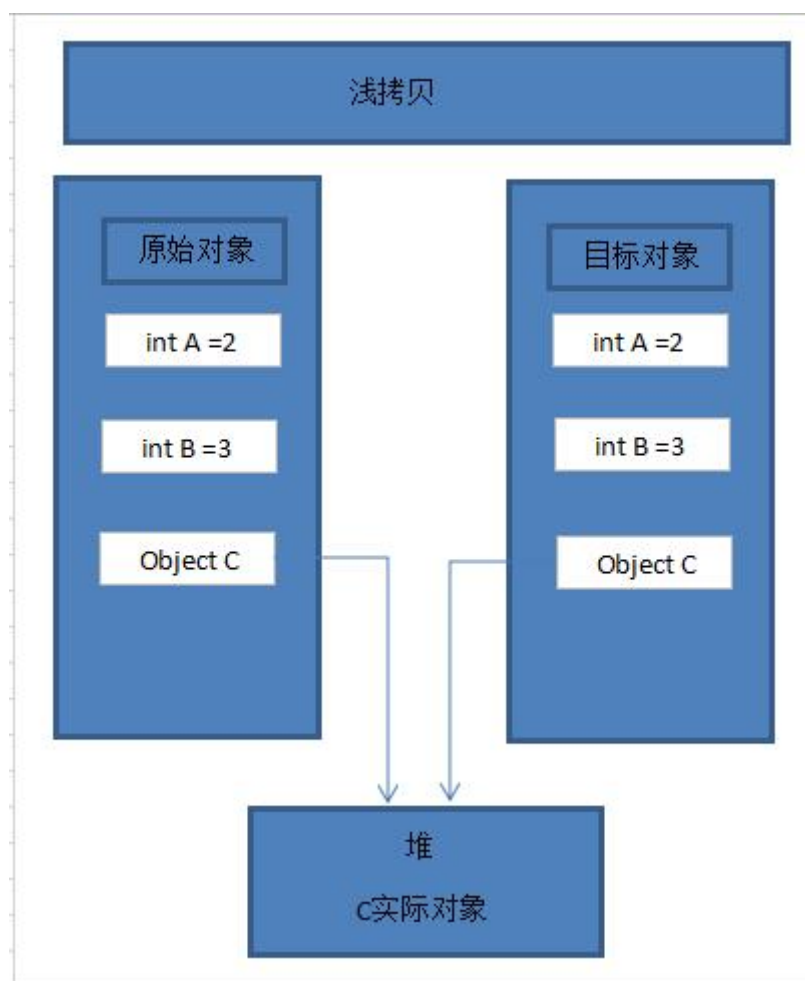 浅拷贝
原始对象
int A =2
int B =3
Object C
目标对象
int A =2
int B =3
Object C
堆
C实际对象